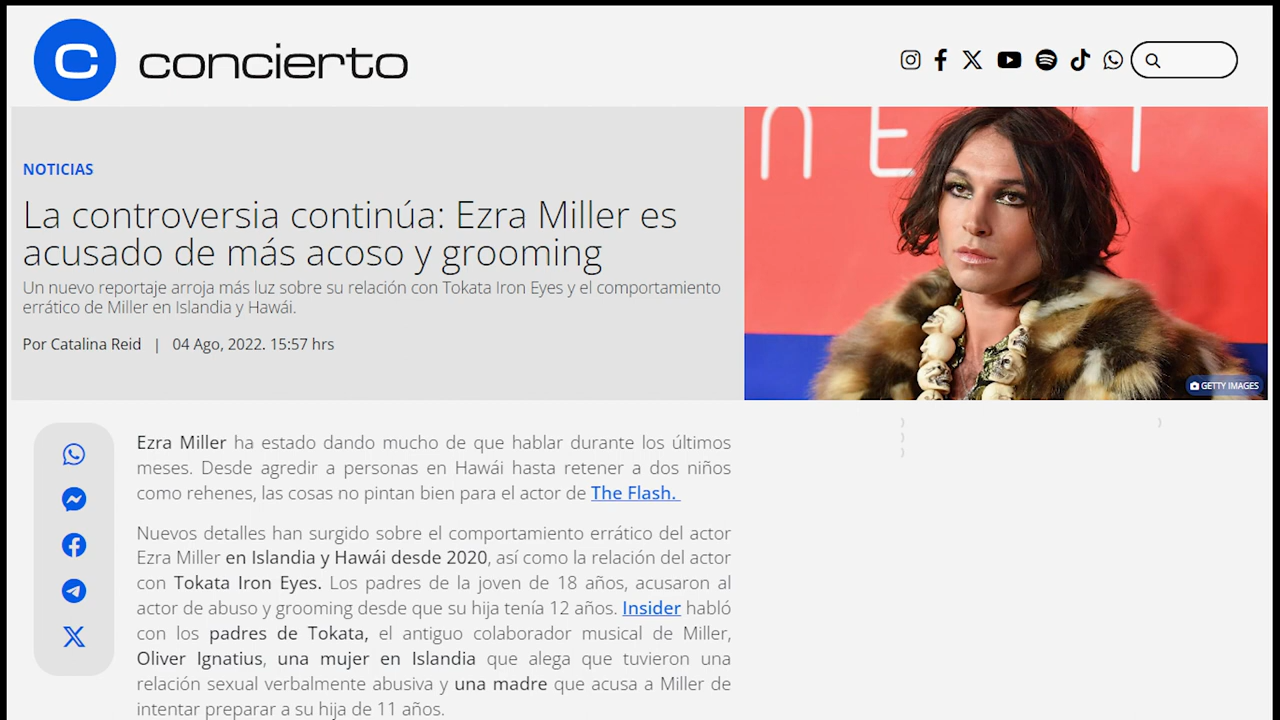 C concierto
NOTICIAS
La controversia continúa: Ezra Miller es
acusado de más acoso y grooming
Un nuevo reportaje arroja más luz sobre su relación con Tokata Iron Eyes y el comportamiento
errático de Miller en Islandia y Hawái.
Por Catalina Reid | 04 Ago, 2022. 15:57 hrs
NE T
GETTY IMAGES
Ezra Miller ha estado dando mucho de que hablar durante los últimos
meses. Desde agredir a personas en Hawái hasta retener a dos niños
como rehenes, las cosas no pintan bien para el actor de The Flash.
Nuevos detalles han surgido sobre el comportamiento errático del actor
Ezra Miller en Islandia y Hawái desde 2020, así como la relación del actor
con Tokata Iron Eyes. Los padres de la joven de 18 años, acusaron al
actor de abuso y grooming desde que su hija tenía 12 años. Insider habló
con los padres de Tokata, el antiguo colaborador musical de Miller,
Oliver Ignatius, una mujer en Islandia que alega que tuvieron una
relación sexual verbalmente abusiva y una madre que acusa a Miller de
intentar preparar a su hija de 11 años.